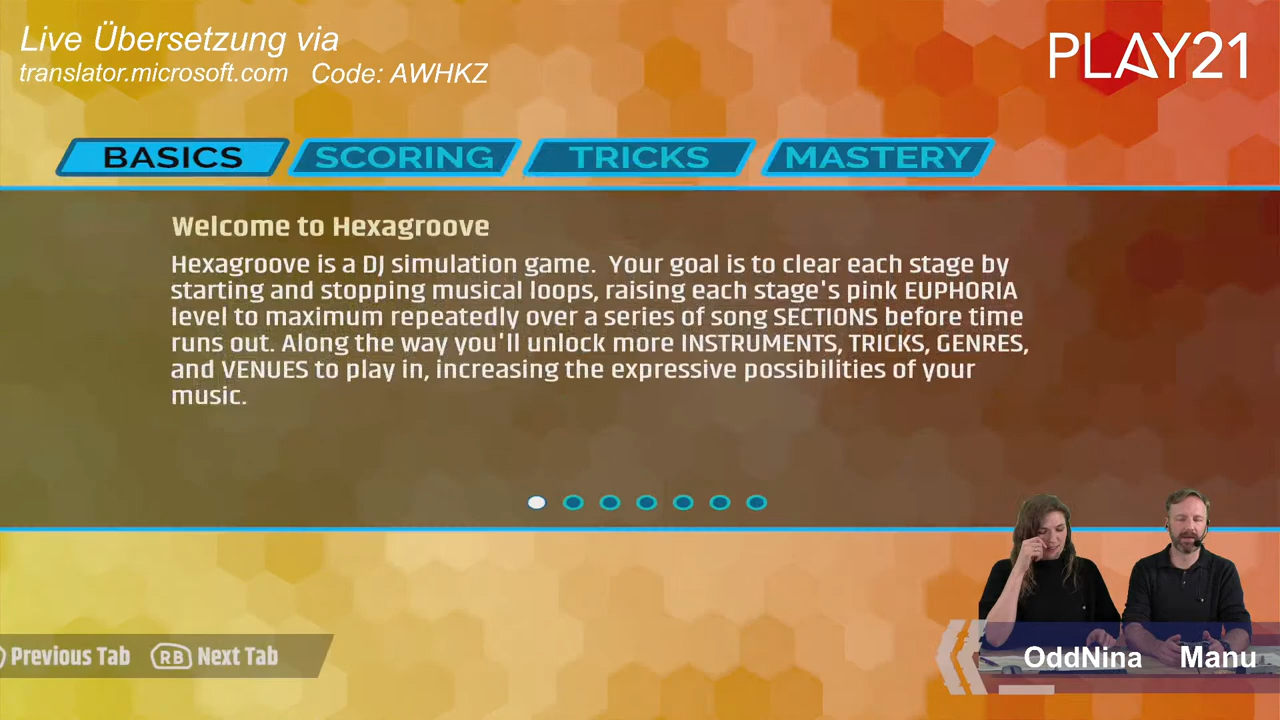 Live Übersetzung via
translator.microsoft.com Code: AWHKZ
PLAY21
BASICS SCORING TRICKS MASTERY
Welcome to Hexagroove
Hexagroove is a DJ simulation game. Your goal is to clear each stage by
starting and stopping musical loops, raising each stage's pink EUPHORIA
level to maximum repeatedly over a series of song SECTIONS before time
runs out. Along the way you'll unlock more INSTRUMENTS, TRICKS, GENRES,
and VENUES to play in, increasing the expressive possibilities of your
music.
Previous Tab RB Next Tab
OddNina Manu